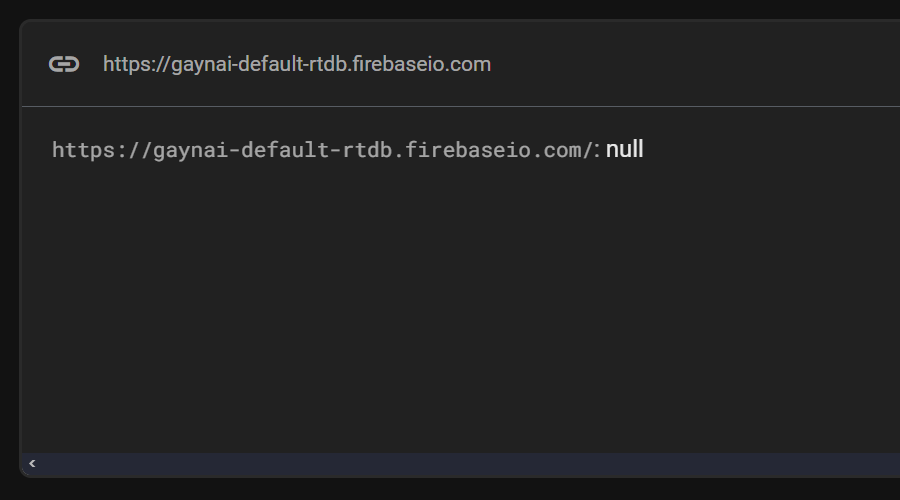 https://gaynai-default-rtdb.firebaseio.com
https://gaynai-default-rtdb.firebaseio.com/: null